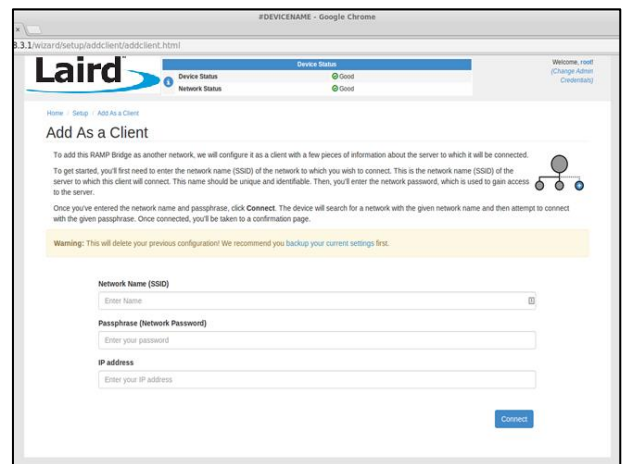 #DEVICENAME - Google Chrome
×
8.3.1/wizard/setup/addclient/addclient.html
Laird
Device Status
Device Status Good
Network Status Good
Welcome, root!
(Change Admin
Credentials)
Home / Setup / Add As a Client
Add As a Client
To add this RAMP Bridge as another network, we will configure it as a client with a few pieces of information about the server to which it will be connected.
To get started, you'll first need to enter the network name (SSID) of the network to which you wish to connect. This is the network name (SSID) of the
server to which this client will connect. This name should be unique and identifiable. Then, you'll enter the network password, which is used to gain access
to the server.
Once you've entered the network name and passphrase, click Connect. The device will search for a network with the given network name and then attempt to connect
with the given passphrase. Once connected, you'll be taken to a confirmation page.
Warning: This will delete your previous configuration! We recommend you backup your current settings first.
Network Name (SSID)
Enter Name
Passphrase (Network Password)
Enter your password
IP address
Enter your IP address
Connect